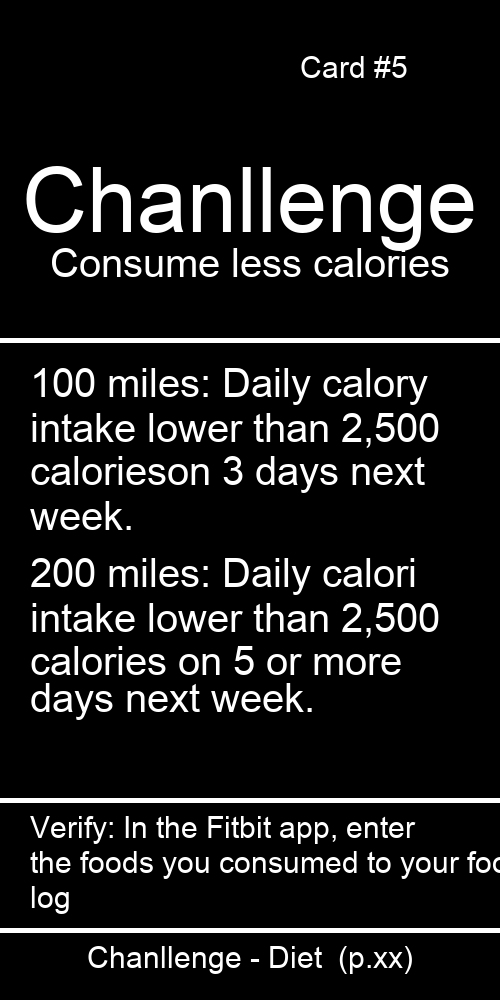 Card #5
Chanllenge
Consume less calories
100 miles: Daily calory
intake lower than 2,500
calorieson 3 days next
week.
200 miles: Daily calori
intake lower than 2,500
calories on 5 or more
days next week.
Verify: In the Fitbit app, enter
the foods you consumed to your foo
log
Chanllenge - Diet (p.xx)